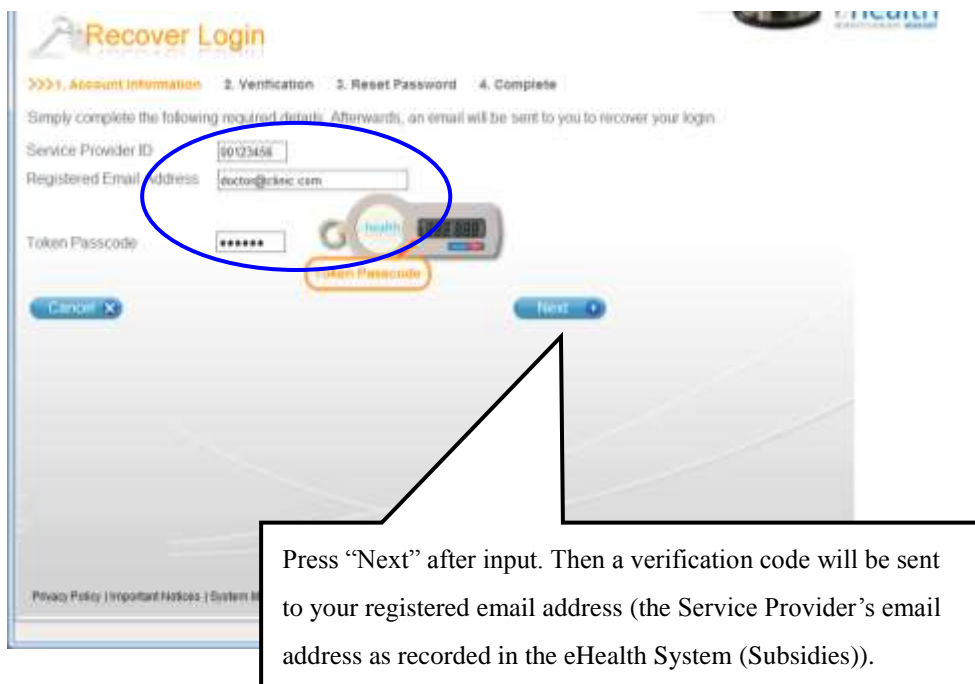 Recover Login
eHealth
>>>1. Account Information 2. Verification 3. Reset Password 4. Complete
Simply complete the following required details. Afterwards, an email will be sent to you to recover your login.
Service Provider ID 90123456
Registered Email Address doctor@clinic.com
Token Passcode ••••••
health
Token Passcode
Cancel Next
Press “Next” after input. Then a verification code will be sent
to your registered email address (the Service Provider’s email
address as recorded in the eHealth System (Subsidies)).
Privacy Policy | Important Notices | System